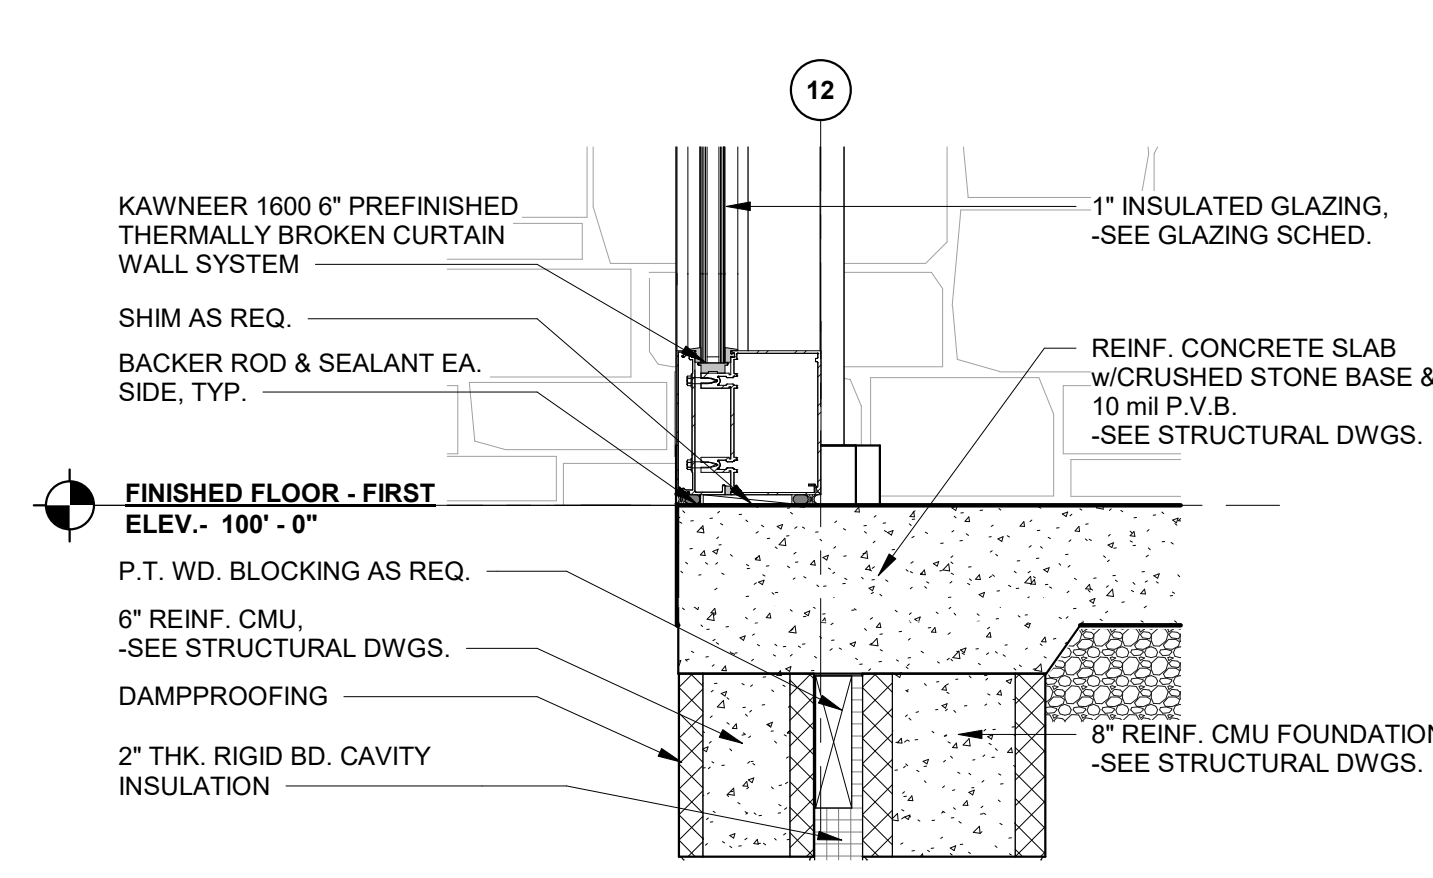 12
KAWNEER 1600 6" PREFINISHED
THERMALLY BROKEN CURTAIN
WALL SYSTEM
SHIM AS REQ.
BACKER ROD & SEALANT EA.
SIDE, TYP.
FINISHED FLOOR - FIRST
ELEV.- 100' - 0"
P.T. WD. BLOCKING AS REQ.
6" REINF. CMU,
-SEE STRUCTURAL DWGS.
DAMPPROOFING
2" THK. RIGID BD. CAVITY
INSULATION
1" INSULATED GLAZING,
-SEE GLAZING SCHED.
REINF. CONCRETE SLAB
w/CRUSHED STONE BASE &
10 mil P.V.B.
-SEE STRUCTURAL DWGS.
8" REINF. CMU FOUNDATION
-SEE STRUCTURAL DWGS.